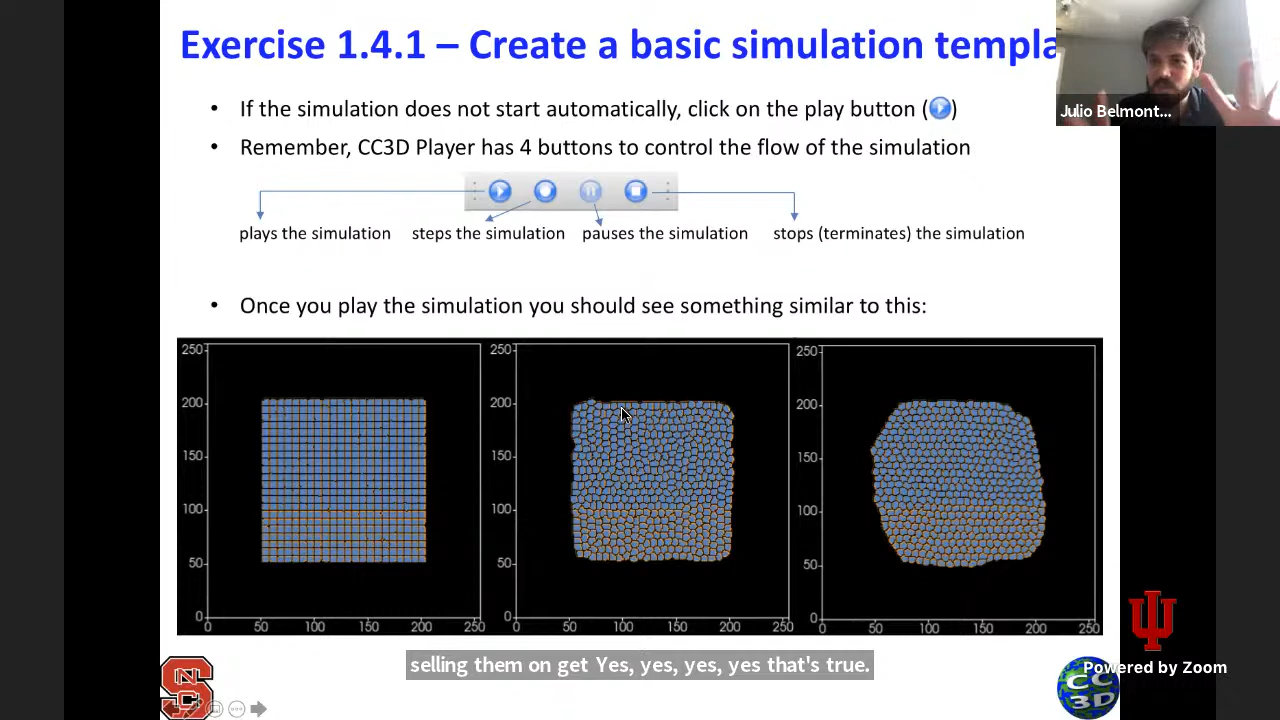 Exercise 1.4.1 – Create a basic simulation templa
Julio Belmont...
• If the simulation does not start automatically, click on the play button ( )
• Remember, CC3D Player has 4 buttons to control the flow of the simulation
plays the simulation steps the simulation pauses the simulation stops (terminates) the simulation
• Once you play the simulation you should see something similar to this:
250 250 250
200 200 200
150 150 150
100 100 100
50 50 50
0 0 0
0 50 100 150 200 250 0 50 100 150 200 250 0 50 100 150 200 250
selling them on get Yes, yes, yes, yes that's true.
Powered by Zoom
S
CC
3D